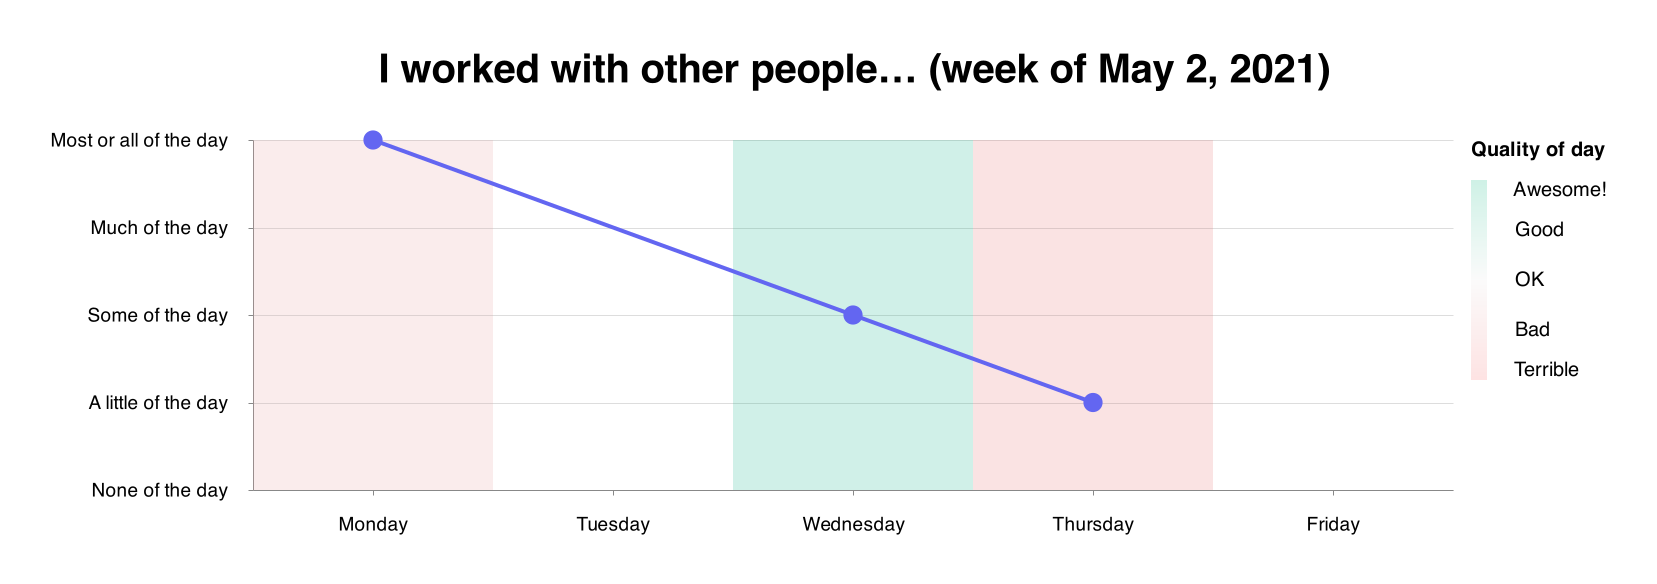 I worked with other people… (week of May 2, 2021)
Most or all of the day
Much of the day
Some of the day
A little of the day
None of the day
Monday
Tuesday
Wednesday
Thursday
Friday
Quality of day
Awesome!
Good
OK
Bad
Terrible